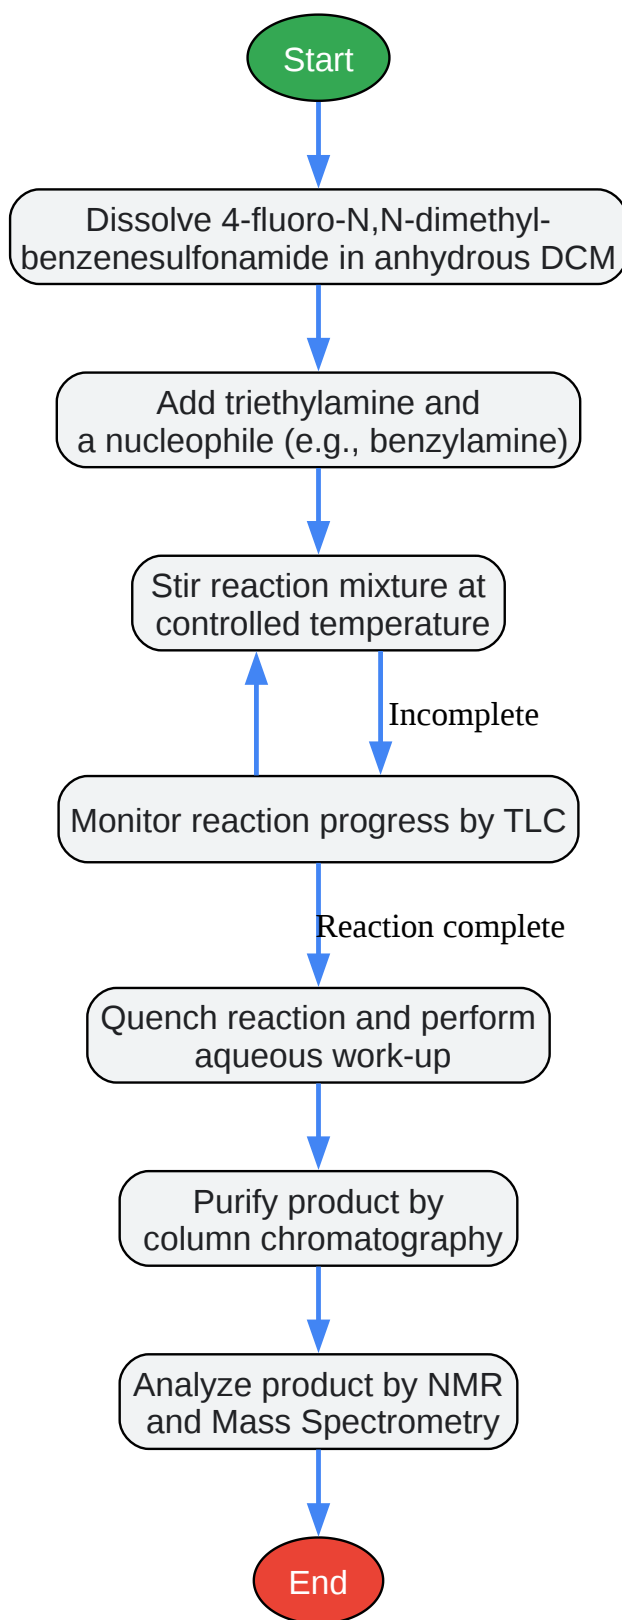 Start
Dissolve 4-fluoro-N,N-dimethyl-
benzenesulfonamide in anhydrous DCM
Add triethylamine and
a nucleophile (e.g., benzylamine)
Stir reaction mixture at
controlled temperature
Incomplete
Monitor reaction progress by TLC
Reaction complete
Quench reaction and perform
aqueous work-up
Purify product by
column chromatography
Analyze product by NMR
and Mass Spectrometry
End